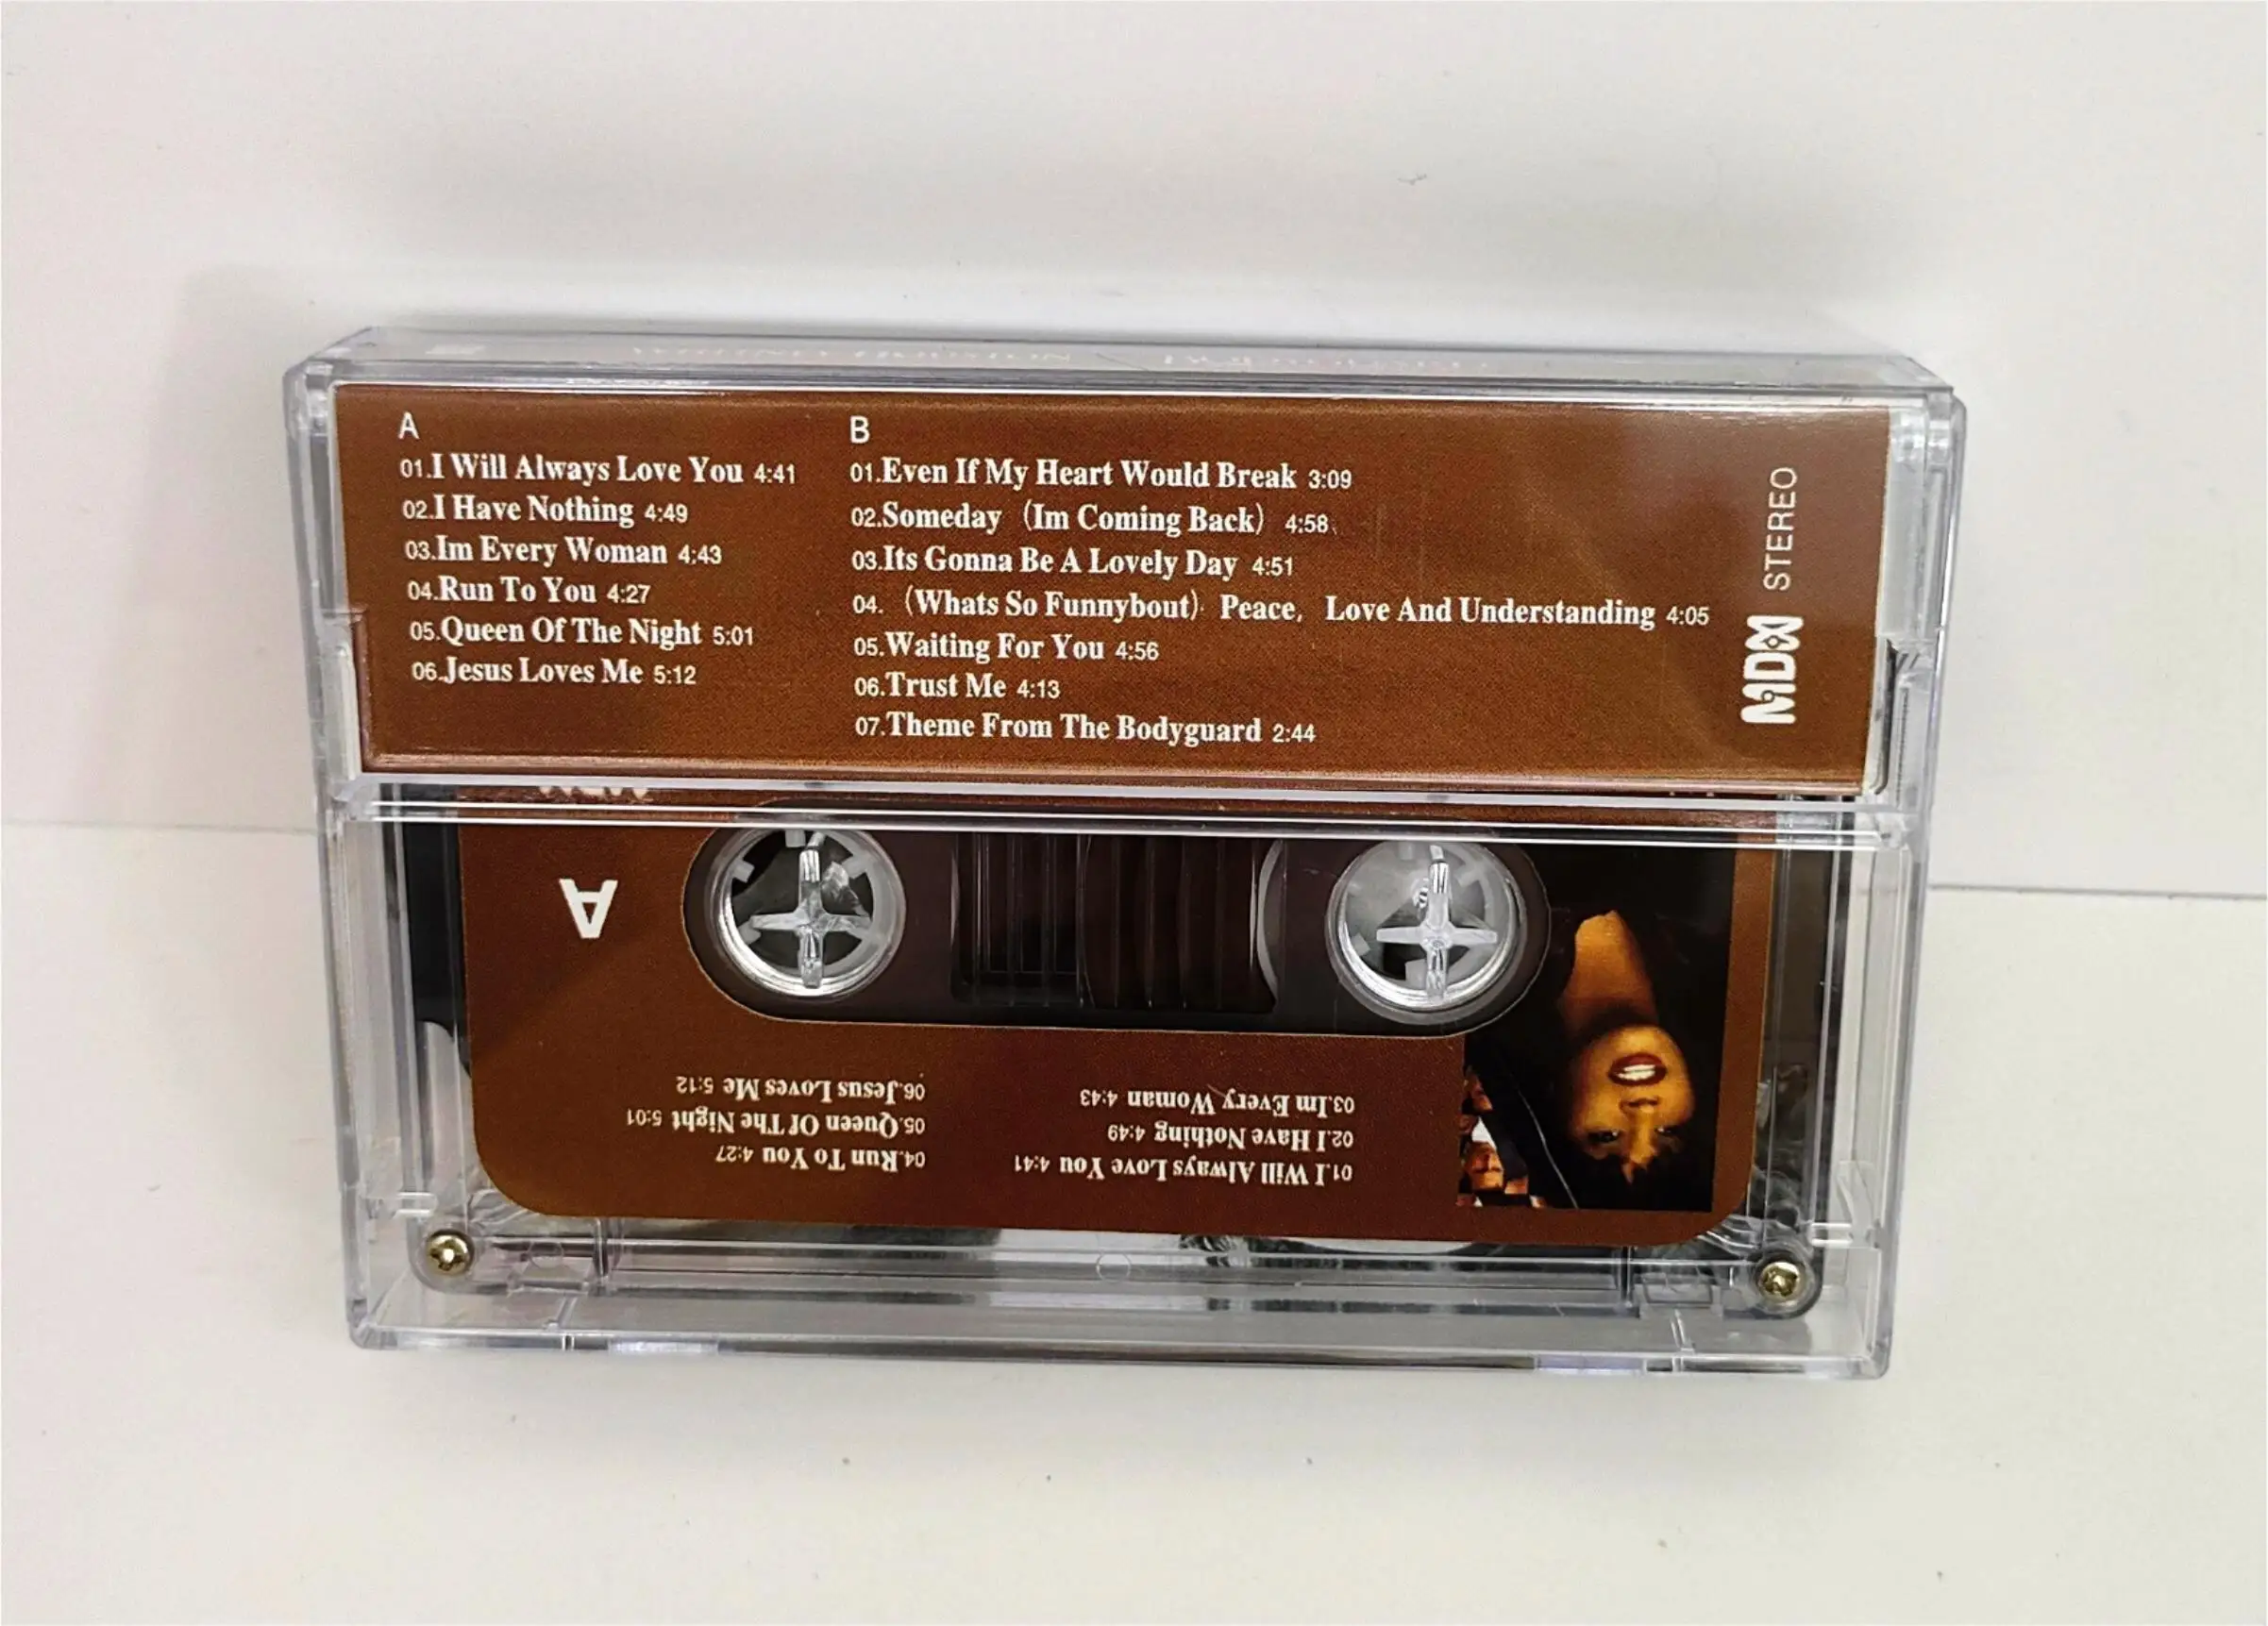 A
01.I Will Always Love You 4:41
02.I Have Nothing 4:49
03.Im Every Woman 4:43
04.Run To You 4:27
05.Queen Of The Night 5:01
06.Jesus Loves Me 5:12
B
01.Even If My Heart Would Break 3:09
02.Someday (Im Coming Back) 4:58
03.Its Gonna Be A Lovely Day 4:51
04. (Whats So Funnybout) Peace, Love And Understanding 4:05
05.Waiting For You 4:56
06.Trust Me 4:13
07.Theme From The Bodyguard 2:44
MDX STEREO
A
01.I Will Always Love You 4:41
02.I Have Nothing 4:49
03.Im Every Woman 4:43
04.Run To You 4:27
05.Queen Of The Night 5:01
06.Jesus Loves Me 5:12